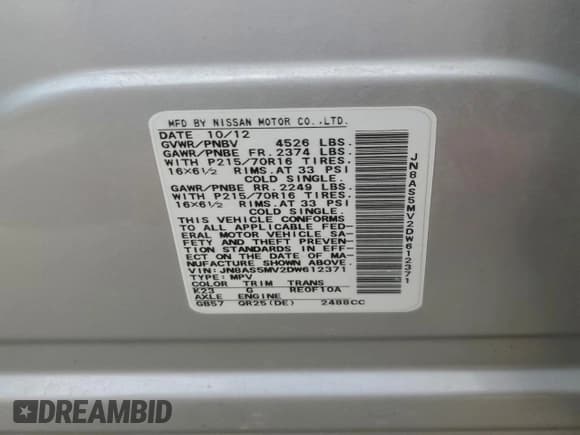 MFD BY NISSAN MOTOR CO.,LTD.
DATE 10/12
GVWR/PNBV 4526 LBS.
GAWR/PNBE FR. 2374 LBS.
WITH P215/70R16 TIRES.
16×6½ RIMS. AT 33 PSI
COLD SINGLE.
GAWR/PNBE RR. 2249 LBS.
WITH P215/70R16 TIRES.
16×6½ RIMS. AT 33 PSI
COLD SINGLE.
THIS VEHICLE CONFORMS
TO ALL APPLICABLE FED-
ERAL MOTOR VEHICLE SA-
FETY AND THEFT PREVEN-
TION STANDARDS IN EFF-
ECT ON THE DATE OF MA-
NUFACTURE SHOWN ABOVE.
VIN: JN8AS5MV2DW612371
TYPE: MPV
COLOR TRIM TRANS
K23 G RE0F10A
AXLE ENGINE
GB57 QR25(DE) 2488CC
JN8AS5MV2DW612371
DREAMBID